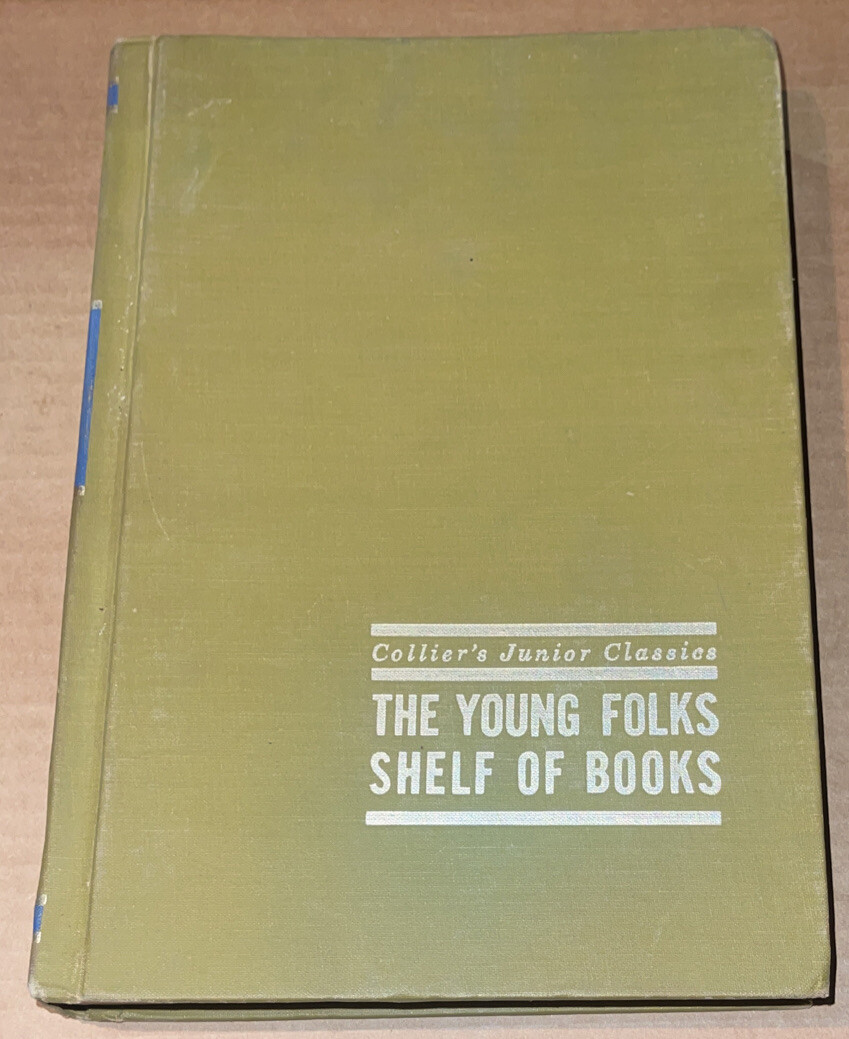 Collier's Junior Classics
THE YOUNG FOLKS
SHELF OF BOOKS